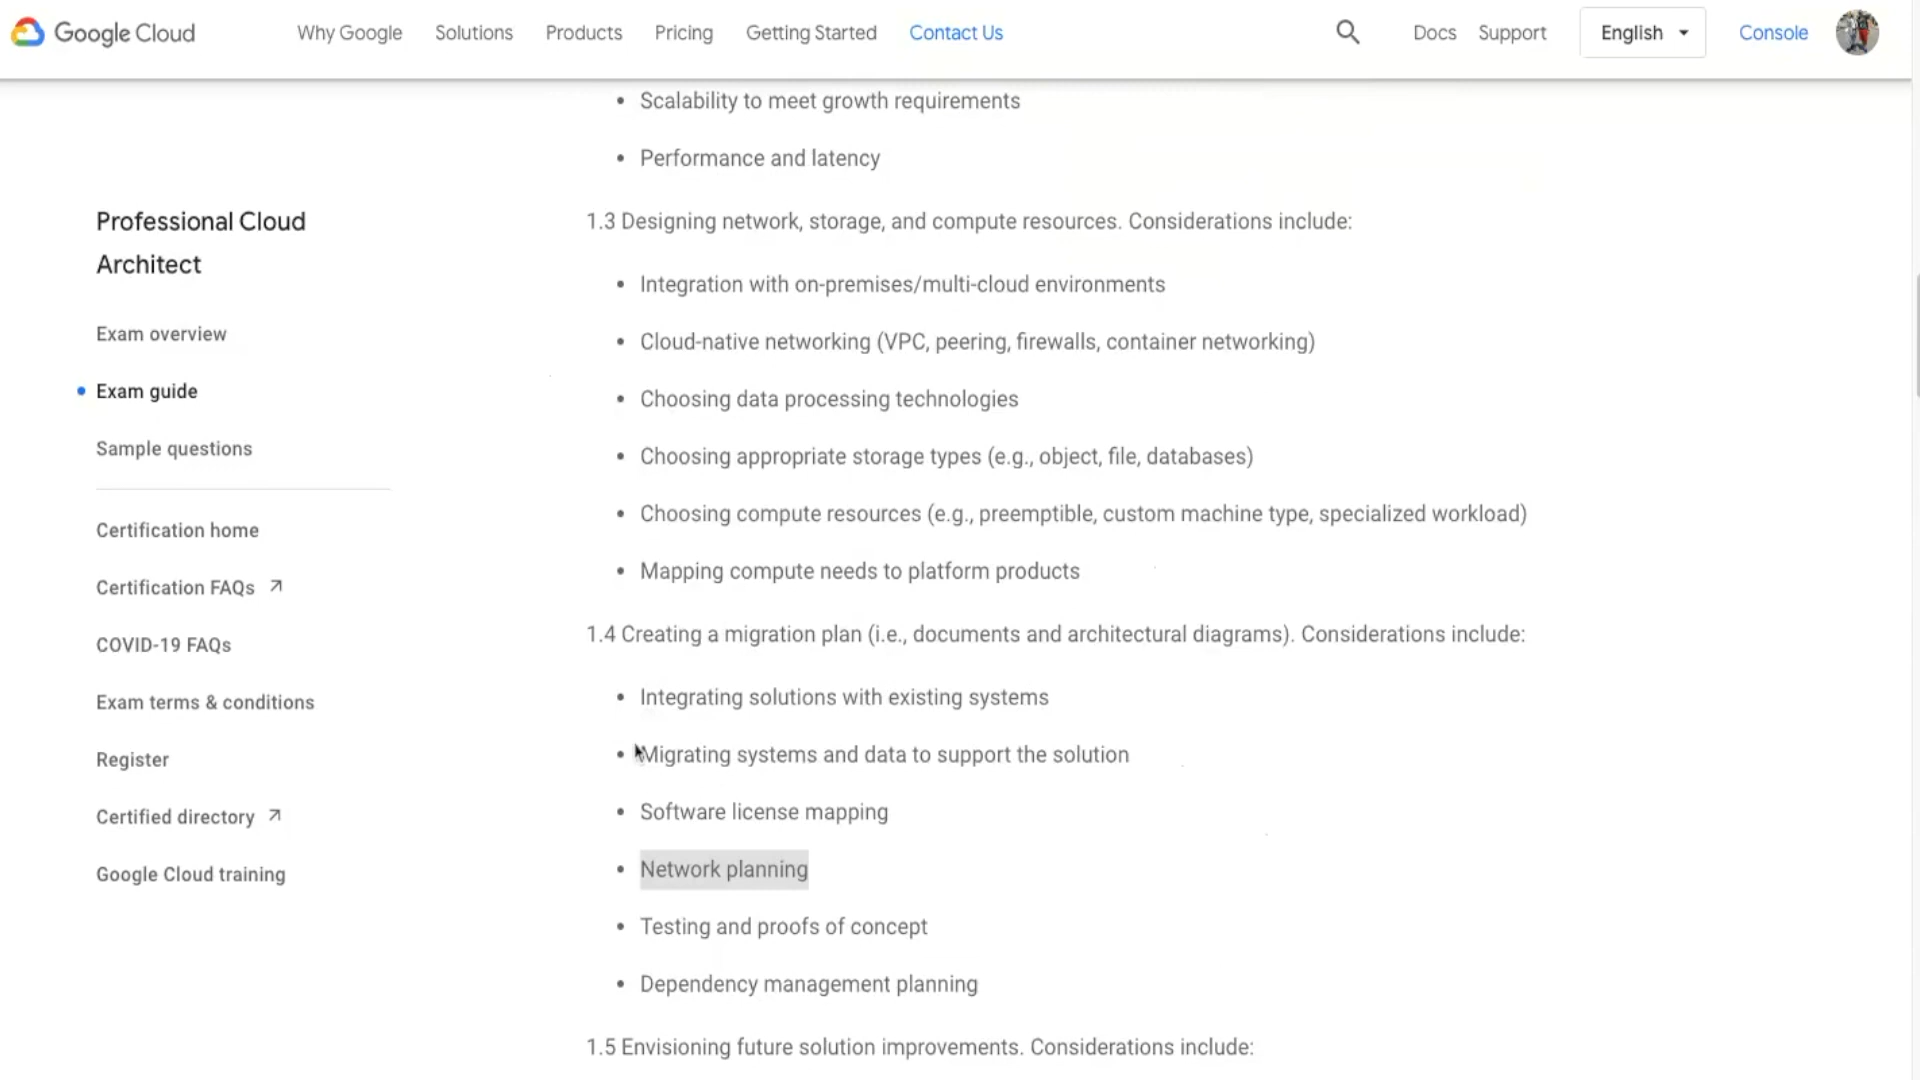 Google Cloud
Why Google
Solutions
Products
Pricing
Getting Started
Contact Us
Docs
Support
English
Console
Professional Cloud
Architect
Exam overview
Exam guide
Sample questions
Certification home
Certification FAQs
COVID-19 FAQs
Exam terms & conditions
Register
Certified directory
Google Cloud training
• Scalability to meet growth requirements
• Performance and latency
1.3 Designing network, storage, and compute resources. Considerations include:
• Integration with on-premises/multi-cloud environments
• Cloud-native networking (VPC, peering, firewalls, container networking)
• Choosing data processing technologies
• Choosing appropriate storage types (e.g., object, file, databases)
• Choosing compute resources (e.g., preemptible, custom machine type, specialized workload)
• Mapping compute needs to platform products
1.4 Creating a migration plan (i.e., documents and architectural diagrams). Considerations include:
• Integrating solutions with existing systems
• Migrating systems and data to support the solution
• Software license mapping
• Network planning
• Testing and proofs of concept
• Dependency management planning
1.5 Envisioning future solution improvements. Considerations include: